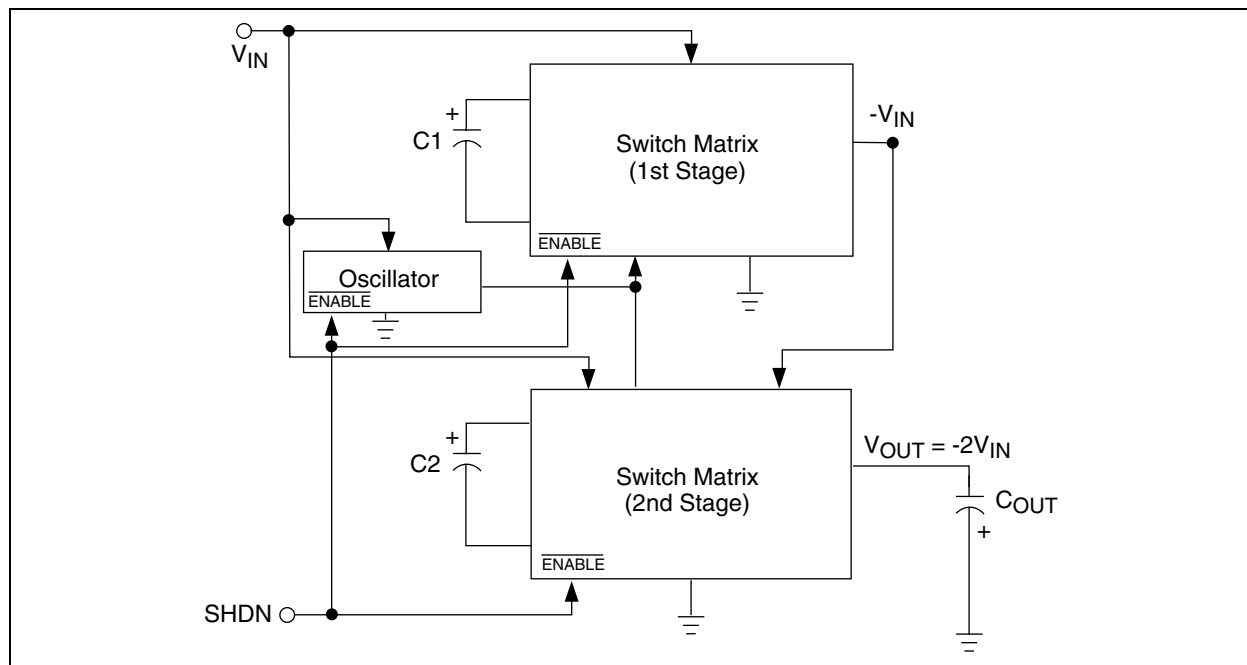 V_IN
+
C1
Switch Matrix
(1st Stage)
-V_IN
ENABLE
Oscillator
ENABLE
+
C2
Switch Matrix
(2nd Stage)
V_OUT = -2V_IN
C_OUT
+
ENABLE
SHDN